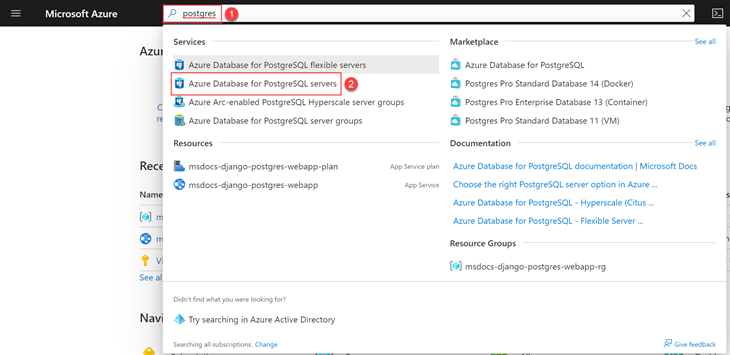 Microsoft Azure
postgres
1
Services
Azure Database for PostgreSQL flexible servers
Azure Database for PostgreSQL servers
2
Azure Arc-enabled PostgreSQL Hyperscale server groups
Azure Database for PostgreSQL server groups
Resources
msdocs-django-postgres-webapp-plan App Service plan
msdocs-django-postgres-webapp App Service
Marketplace See all
Azure Database for PostgreSQL
Postgres Pro Standard Database 14 (Docker)
Postgres Pro Enterprise Database 13 (Container)
Postgres Pro Standard Database 11 (VM)
Documentation See all
Azure Database for PostgreSQL documentation | Microsoft Docs
Choose the right PostgreSQL server option in Azure ...
Azure Database for PostgreSQL - Hyperscale (Citus ...
Azure Database for PostgreSQL - Flexible Server ...
Resource Groups
msdocs-django-postgres-webapp-rg
Didn't find what you were looking for?
Try searching in Azure Active Directory
Searching all subscriptions. Change
Give feedback
Azu
Rece
Name
m
m
Vi
See all
Navi